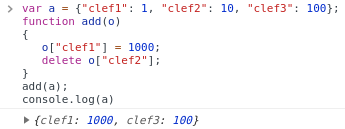 var a = {"clef1": 1, "clef2": 10, "clef3": 100};
function add(o)
{
   o["clef1"] = 1000;
   delete o["clef2"];
}
add(a);
console.log(a)
{clef1: 1000, clef3: 100}